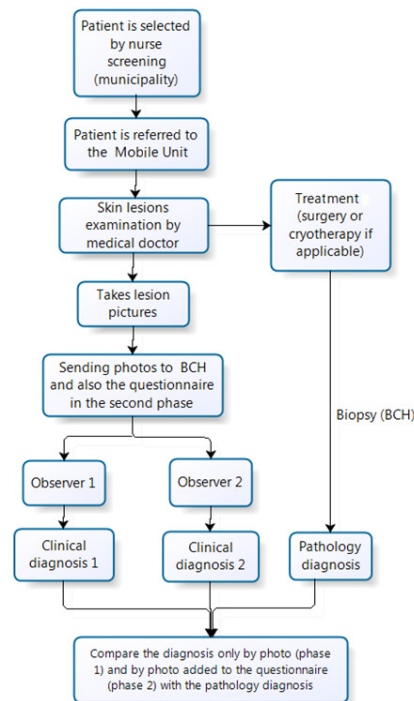 Patient is selected
by nurse
screening
(municipality)
Patient is referred to
the Mobile Unit
Skin lesions
examination by
medical doctor
Treatment
(surgery or
cryotherapy if
applicable)
Takes lesion
pictures
Sending photos to BCH
and also the questionnaire
in the second phase
Biopsy (BCH)
Observer 1
Observer 2
Clinical
diagnosis 1
Clinical
diagnosis 2
Pathology
diagnosis
Compare the diagnosis only by photo (phase
1) and by photo added to the questionnaire
(phase 2) with the pathology diagnosis